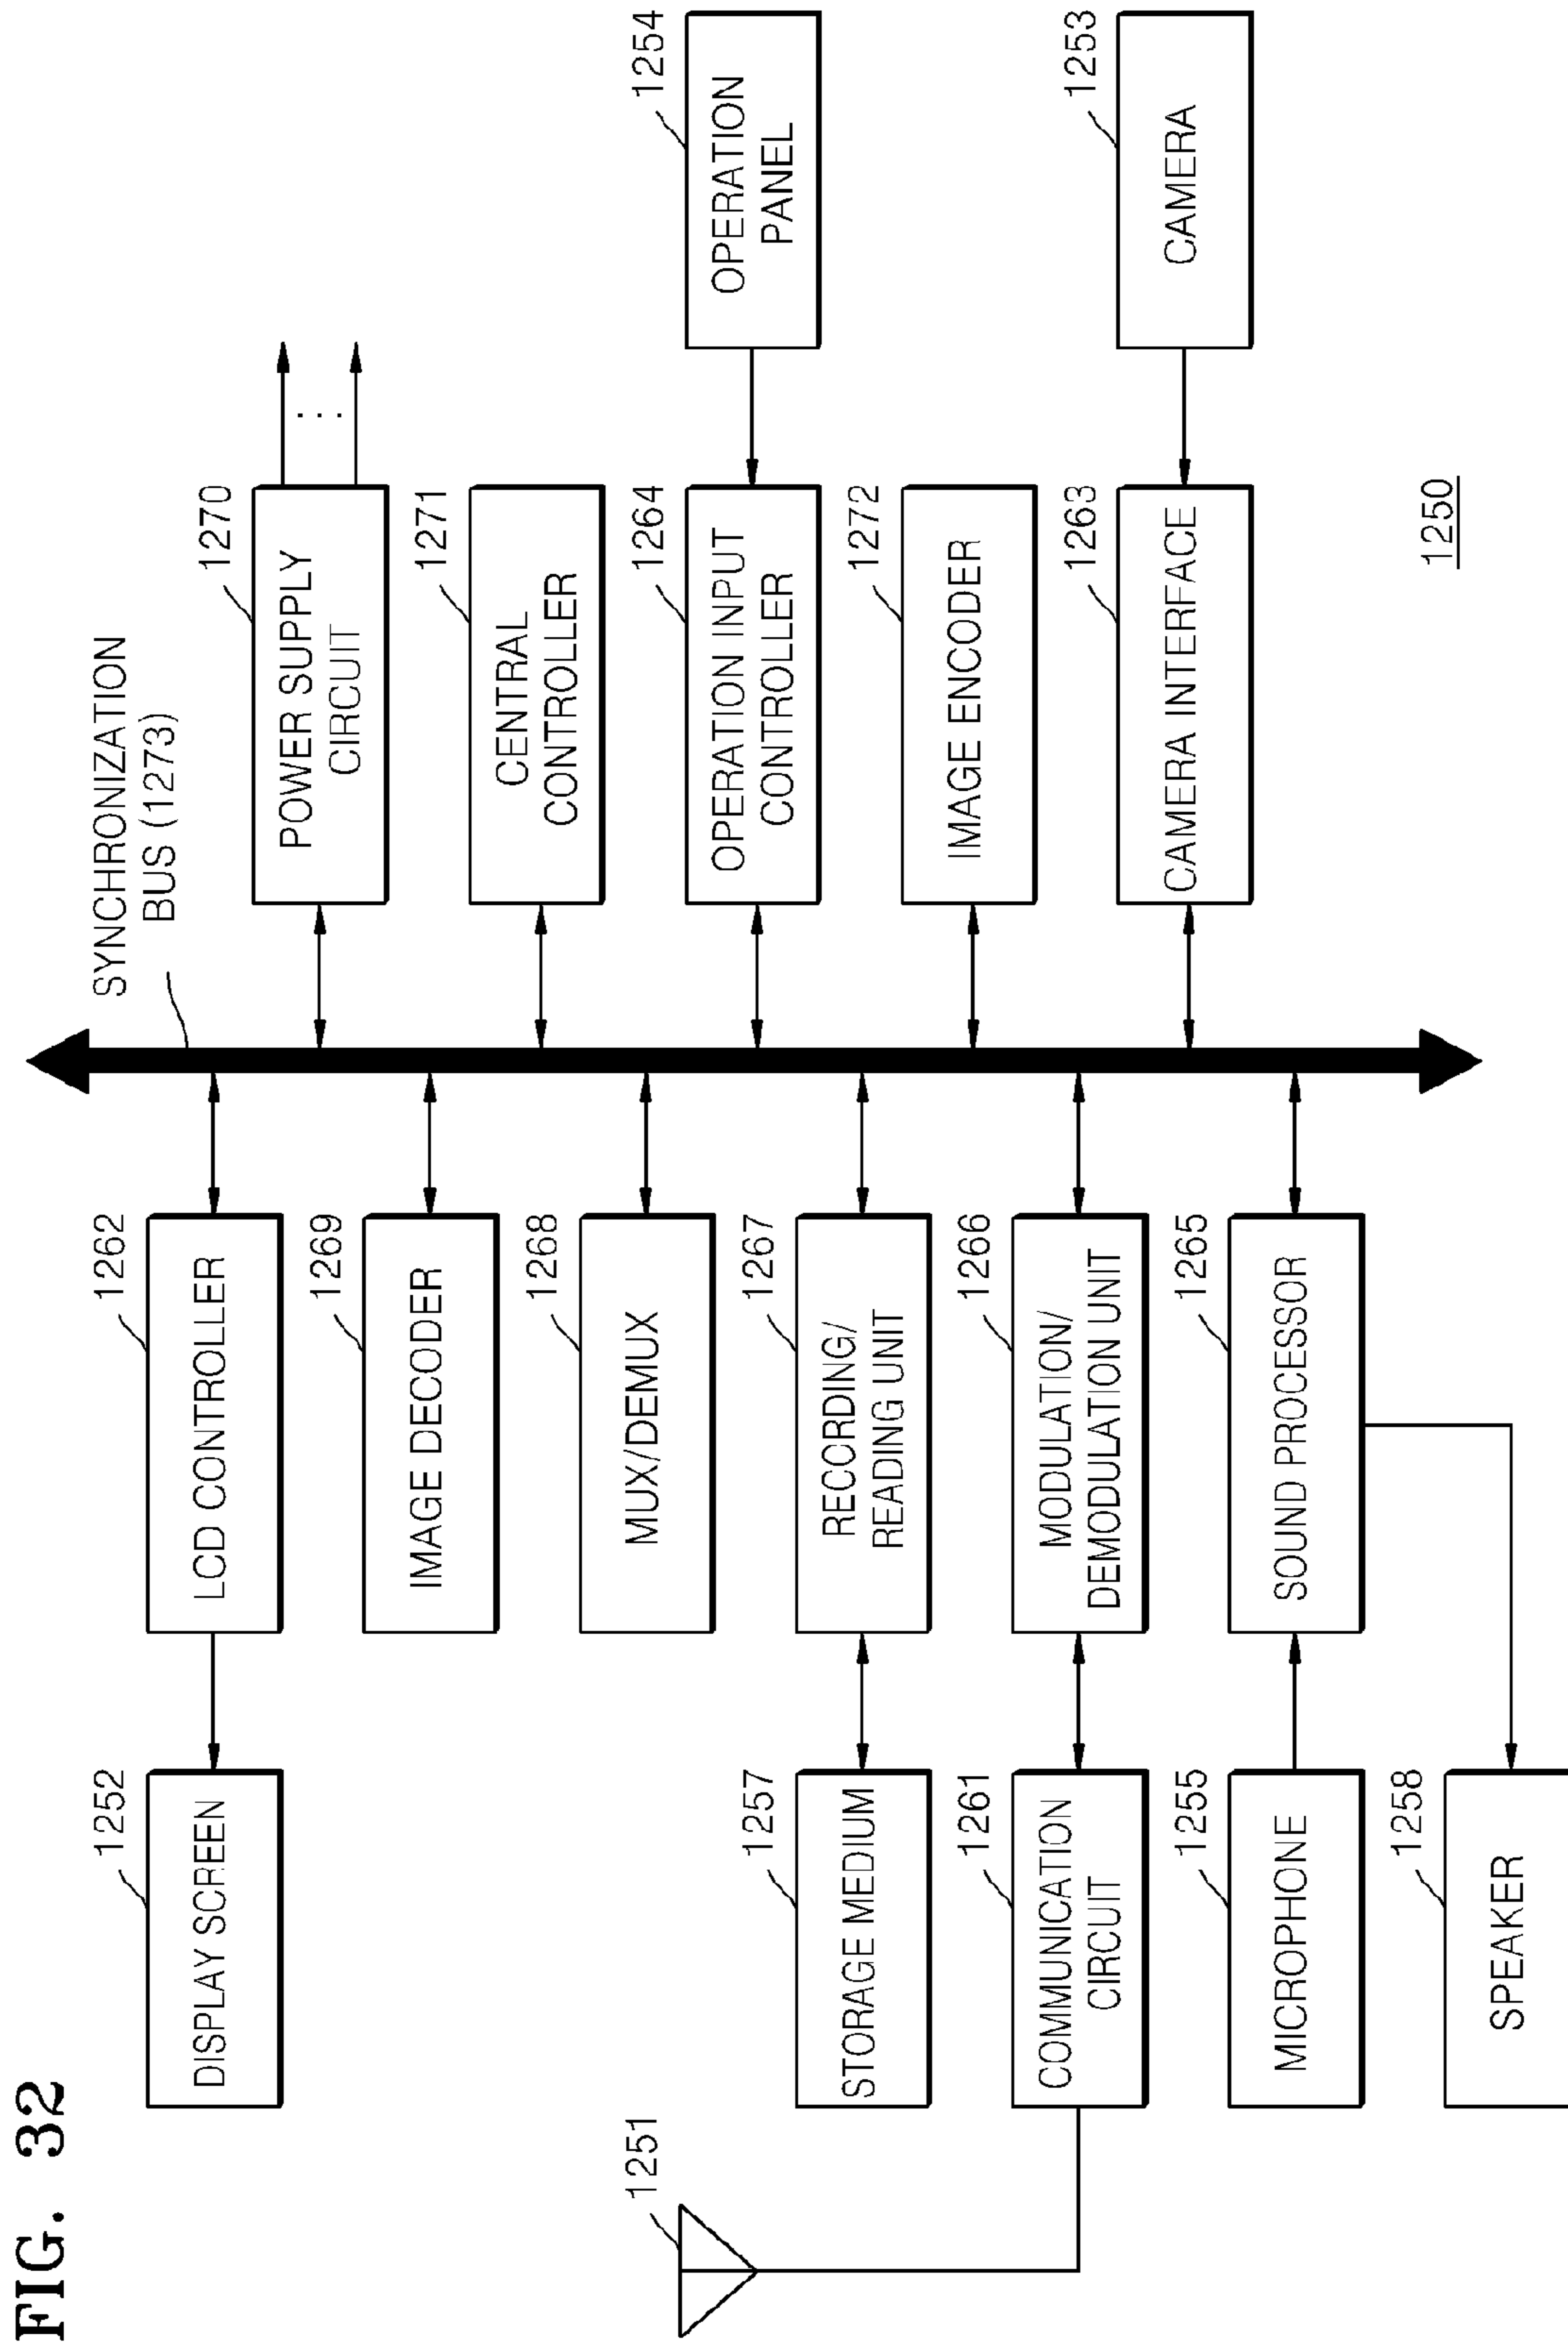 FIG. 32
SYNCHRONIZATION
BUS (1273)
1252
DISPLAY SCREEN
1262
LCD CONTROLLER
1270
POWER SUPPLY
CIRCUIT
1269
IMAGE DECODER
1271
CENTRAL
CONTROLLER
1268
MUX/DEMUX
1264
OPERATION INPUT
CONTROLLER
1254
OPERATION
PANEL
1251
1257
STORAGE MEDIUM
1267
RECORDING/
READING UNIT
1272
IMAGE ENCODER
1261
COMMUNICATION
CIRCUIT
1266
MODULATION/
DEMODULATION UNIT
1263
CAMERA INTERFACE
1253
CAMERA
1255
MICROPHONE
1265
SOUND PROCESSOR
1258
SPEAKER
1250